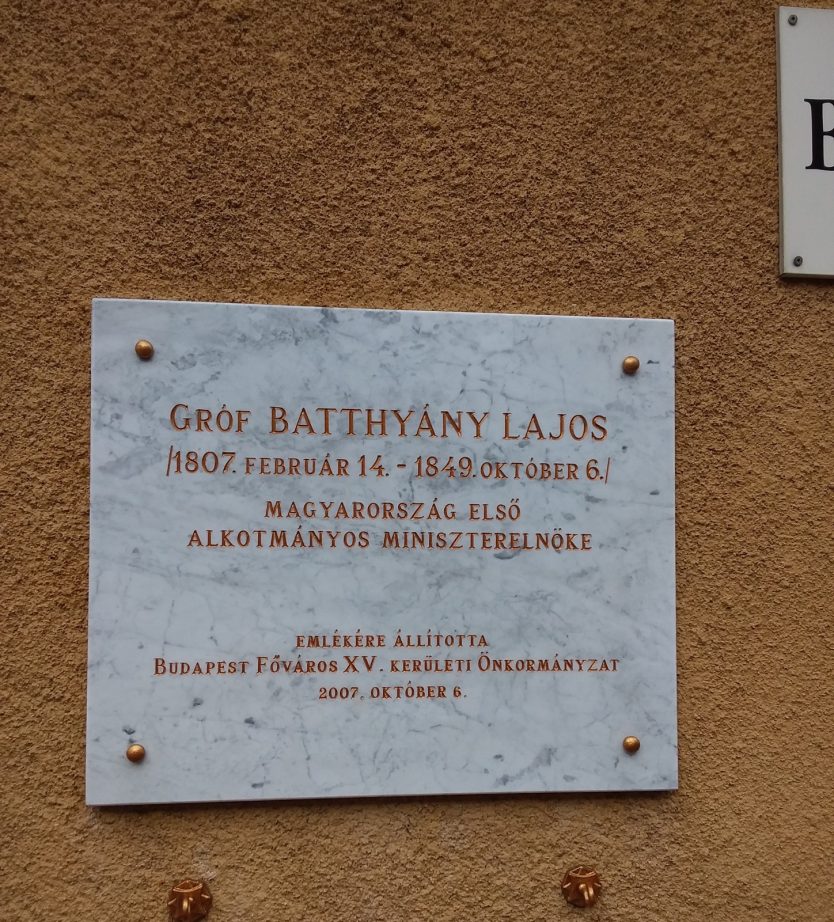 GRÓF BATTHYÁNY LAJOS
/1807. FEBRUÁR 14. - 1849. OKTÓBER 6./
MAGYARORSZÁG ELSŐ
ALKOTMÁNYOS MINISZTERELNÖKE
EMLÉKÉRE ÁLLÍTOTTA
BUDAPEST FŐVÁROS XV. KERÜLETI ÖNKORMÁNYZAT
2007. OKTÓBER 6.